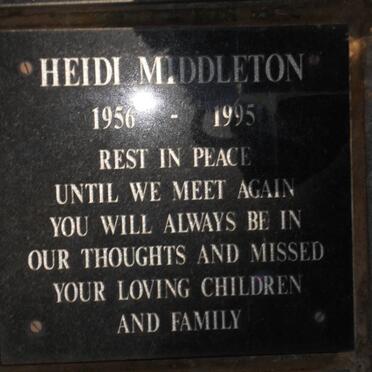 HEIDI MIDDLETON
1956 - 1995
REST IN PEACE
UNTIL WE MEET AGAIN
YOU WILL ALWAYS BE IN
OUR THOUGHTS AND MISSED
YOUR LOVING CHILDREN
AND FAMILY